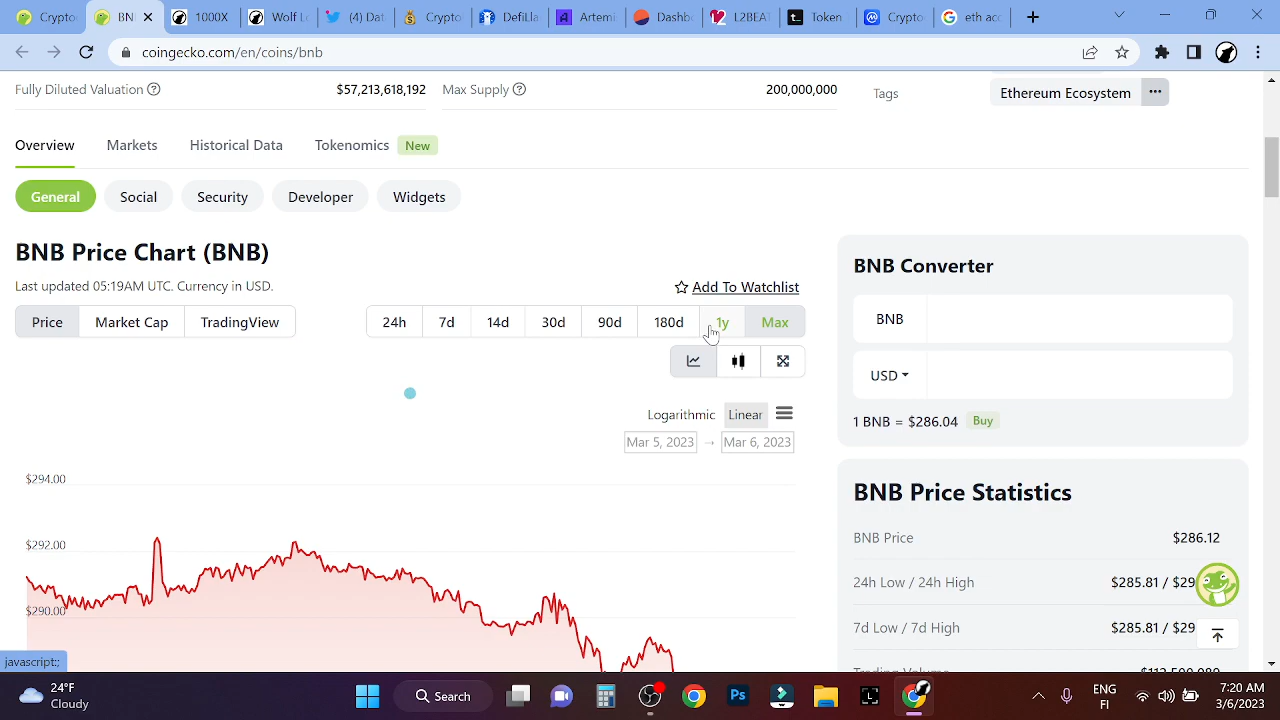 Crypto
BNX
1000X
Wolf
(4) Dat
Crypto
DefiLla
Artem
Dashb
L2BEAT
Token
Crypto
eth acc
coingecko.com/en/coins/bnb
Fully Diluted Valuation $57,213,618,192 Max Supply 200,000,000 Tags Ethereum Ecosystem
Overview Markets Historical Data Tokenomics New
General Social Security Developer Widgets
BNB Price Chart (BNB)
Last updated 05:19AM UTC. Currency in USD.
Add To Watchlist
Price Market Cap TradingView 24h 7d 14d 30d 90d 180d 1y Max
Logarithmic Linear
Mar 5, 2023 → Mar 6, 2023
$294.00
$292.00
$290.00
BNB Converter
BNB
USD
1 BNB = $286.04 Buy
BNB Price Statistics
BNB Price $286.12
24h Low / 24h High $285.81 / $29
7d Low / 7d High $285.81 / $29
Trading Volume
javascript:;
24°F
Cloudy
Search
Ps
L
ENG
FI
7:20 AM
3/6/2023